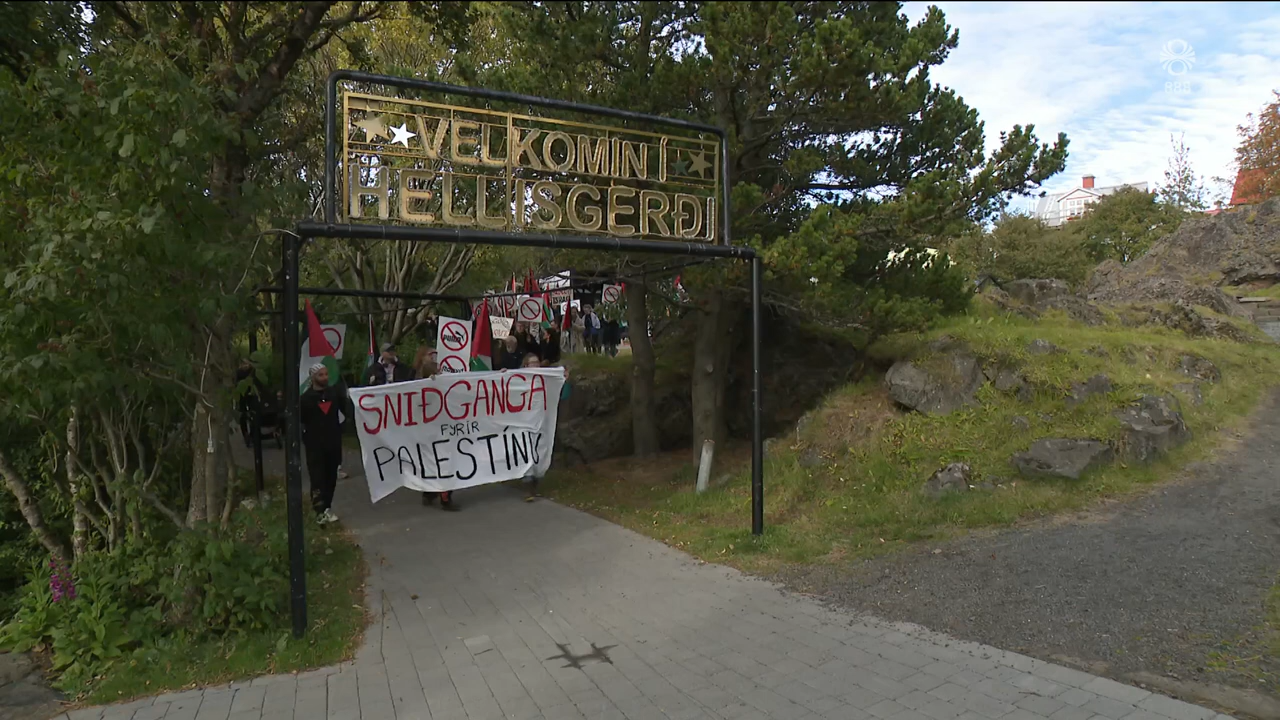 VELKOMIN Í
HELLISGERÐI
SNIÐGANGA
FYRIR
PALESTÍNU